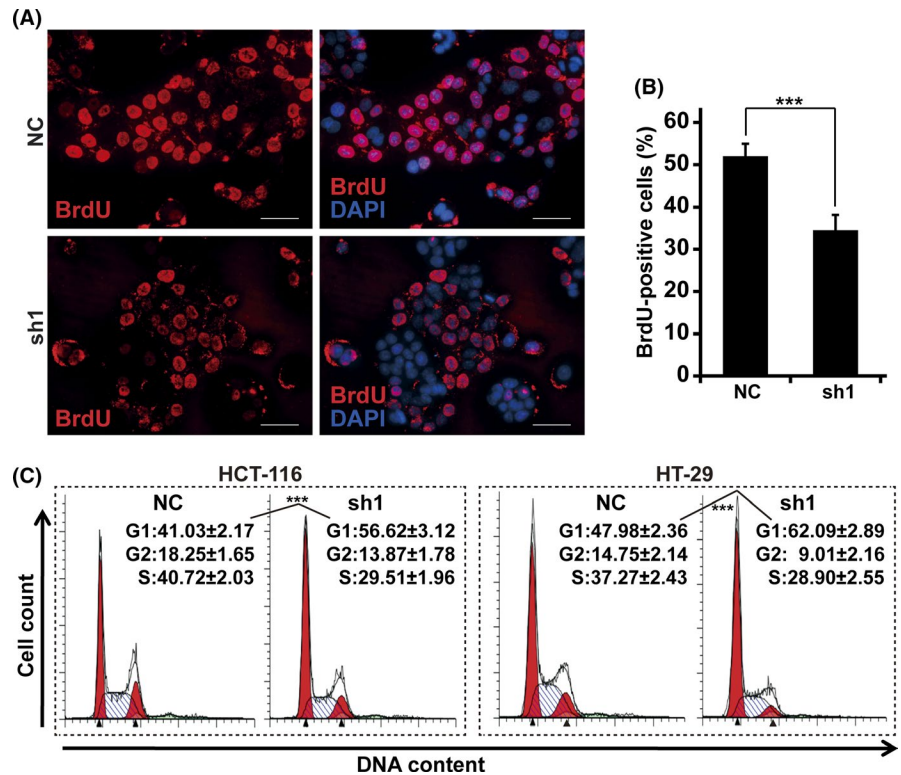 (A)
NC
BrdU
BrdU
DAPI
sh1
BrdU
BrdU
DAPI
(B)
BrdU-positive cells (%)
60
50
40
30
20
10
0
***
NC
sh1
(C)
HCT-116
NC
G1:41.03±2.17
G2:18.25±1.65
S:40.72±2.03
***
sh1
G1:56.62±3.12
G2:13.87±1.78
S:29.51±1.96
HT-29
NC
G1:47.98±2.36
G2:14.75±2.14
S:37.27±2.43
***
sh1
G1:62.09±2.89
G2: 9.01±2.16
S:28.90±2.55
Cell count
DNA content